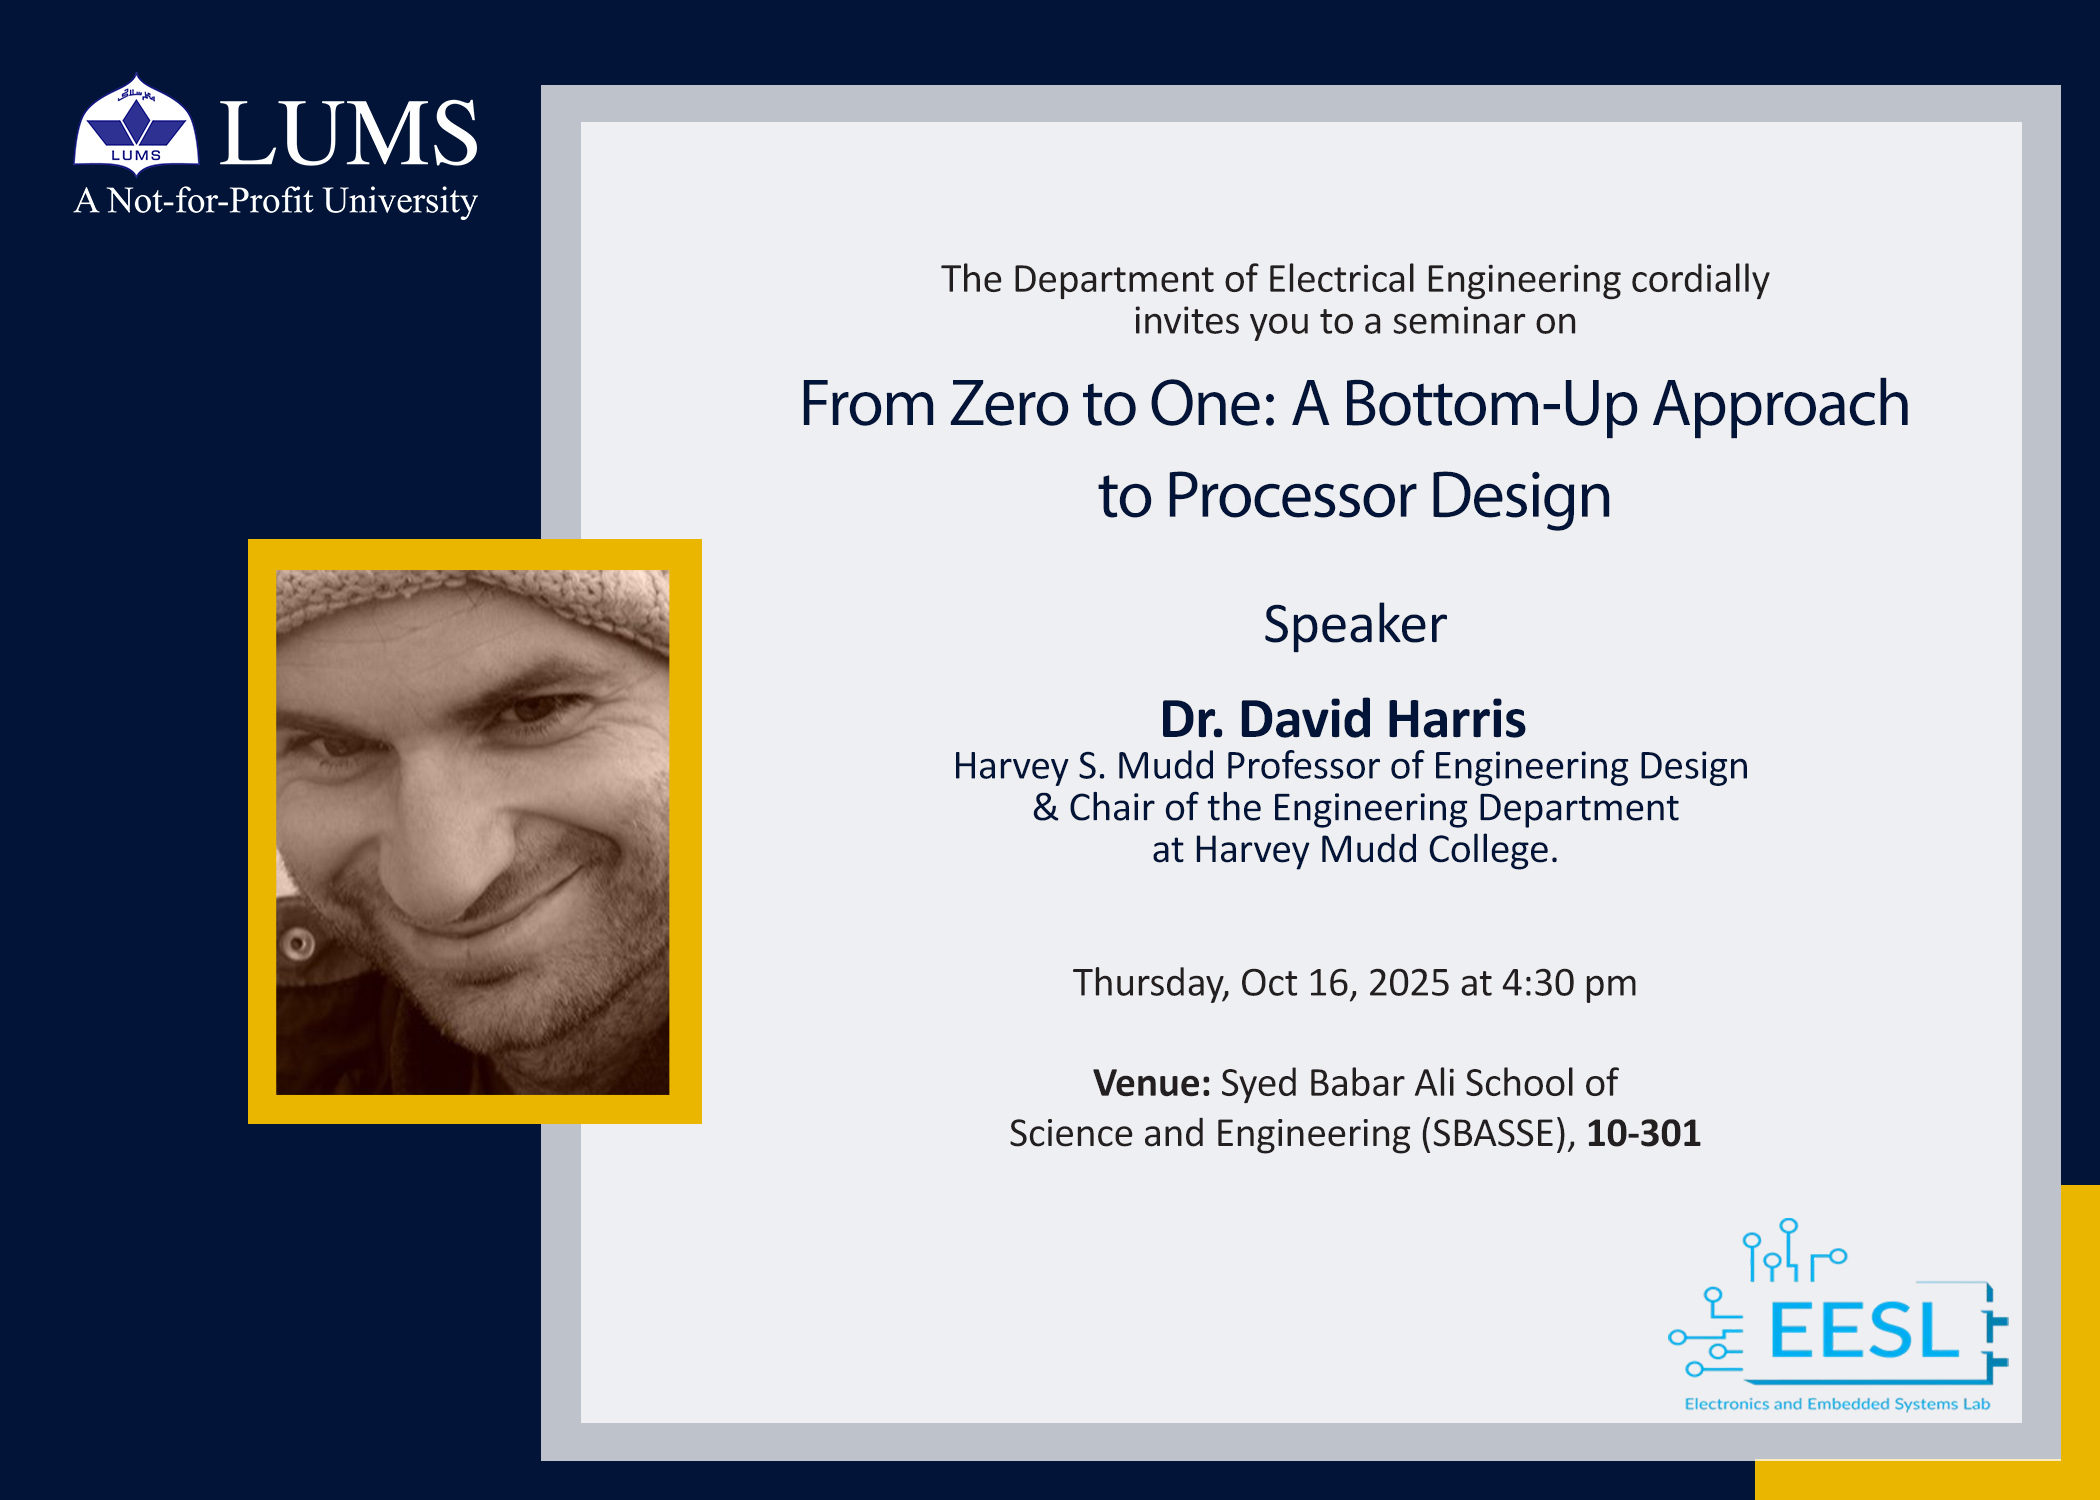 LUMS
LUMS
A Not-for-Profit University
The Department of Electrical Engineering cordially
invites you to a seminar on
From Zero to One: A Bottom-Up Approach
to Processor Design
Speaker
Dr. David Harris
Harvey S. Mudd Professor of Engineering Design
& Chair of the Engineering Department
at Harvey Mudd College.
Thursday, Oct 16, 2025 at 4:30 pm
Venue: Syed Babar Ali School of
Science and Engineering (SBASSE), 10-301
EESL
Electronics and Embedded Systems Lab